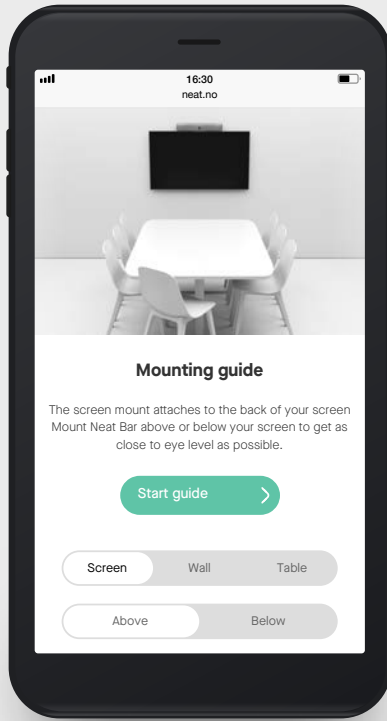 16:30
neat.no
Mounting guide
The screen mount attaches to the back of your screen
Mount Neat Bar above or below your screen to get as
close to eye level as possible.
Start guide
Screen Wall Table
Above Below